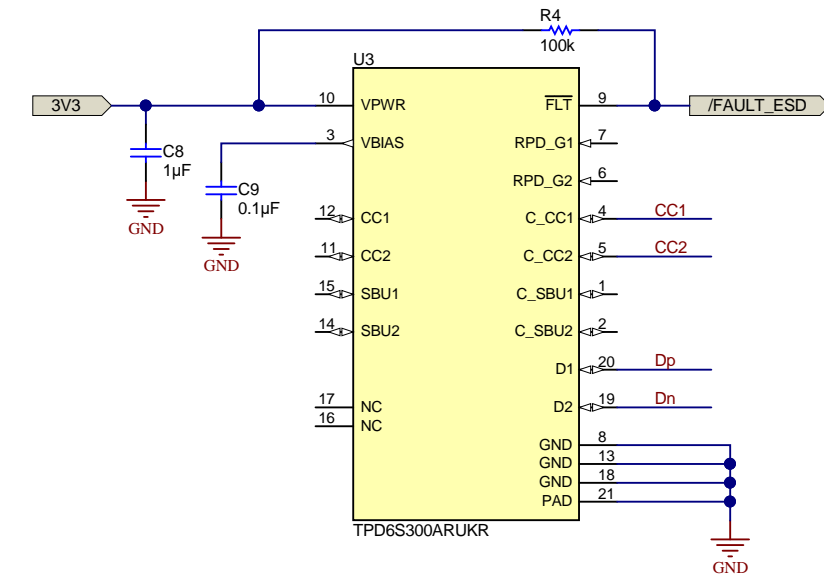 R4
100k
U3
3V3
10 VPWR
FLT 9
/FAULT_ESD
3 VBIAS
RPD_G1 7
C8
1µF
GND
RPD_G2 6
C9
0.1µF
GND
12 CC1
C_CC1 4 CC1
11 CC2
C_CC2 5 CC2
15 SBU1
C_SBU1 1
14 SBU2
C_SBU2 2
D1 20 Dp
17 NC
D2 19 Dn
16 NC
GND 8
GND 13
GND 18
PAD 21
TPD6S300ARUKR
GND